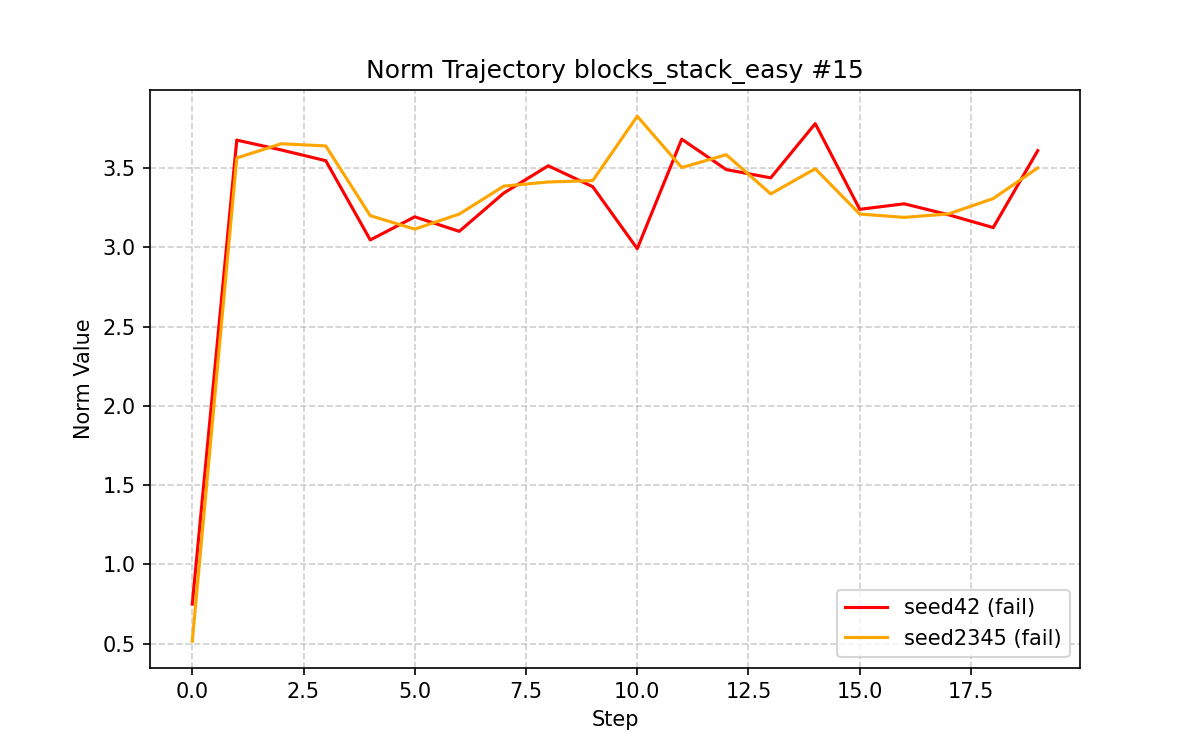 Norm Trajectory blocks_stack_easy #15
Norm Value
3.5
3.0
2.5
2.0
1.5
1.0
0.5
0.0 2.5 5.0 7.5 10.0 12.5 15.0 17.5
Step
seed42 (fail)
seed2345 (fail)